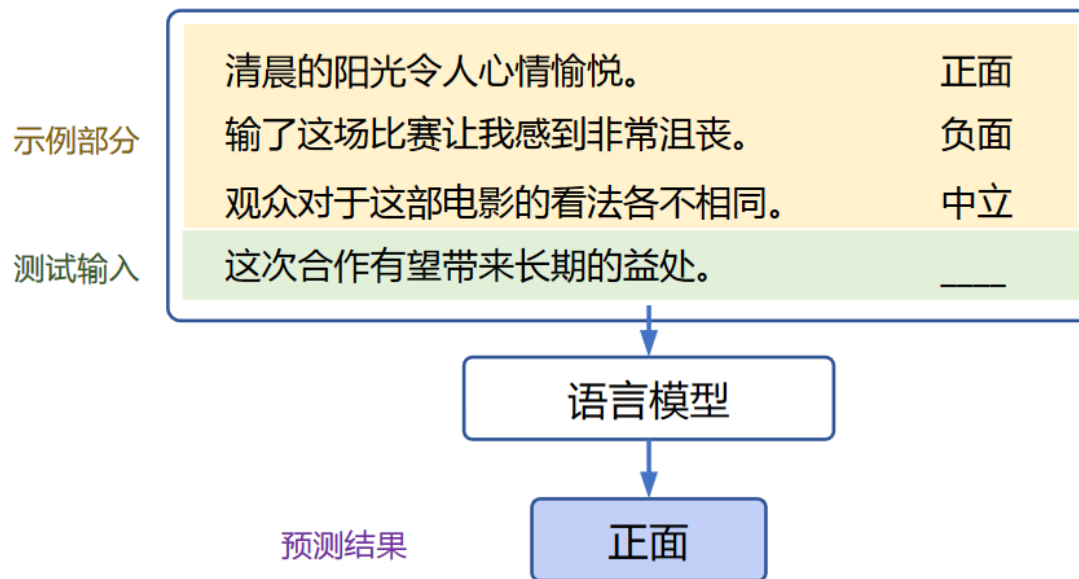 清晨的阳光令人心情愉悦。 正面
示例部分 输了这场比赛让我感到非常沮丧。 负面
观众对于这部电影的看法各不相同。 中立
测试输入 这次合作有望带来长期的益处。 ____
语言模型
预测结果 正面